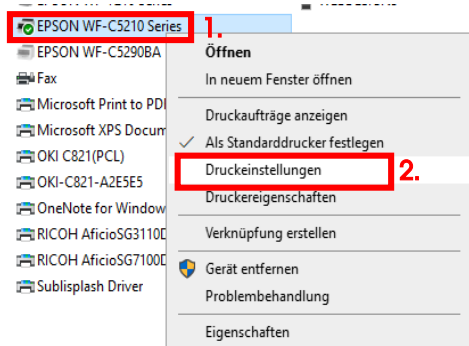 EPSON WF-C5210 Series
1.
EPSON WF-C5290BA
Fax
Microsoft Print to PDF
Microsoft XPS Docum
OKI C821(PCL)
OKI-C821-A2E5E5
OneNote for Window
RICOH AficioSG3110D
RICOH AficioSG7100D
Sublisplash Driver
Öffnen
In neuem Fenster öffnen
Druckaufträge anzeigen
Als Standarddrucker festlegen
Druckeinstellungen
2.
Druckereigenschaften
Verknüpfung erstellen
Gerät entfernen
Problembehandlung
Eigenschaften